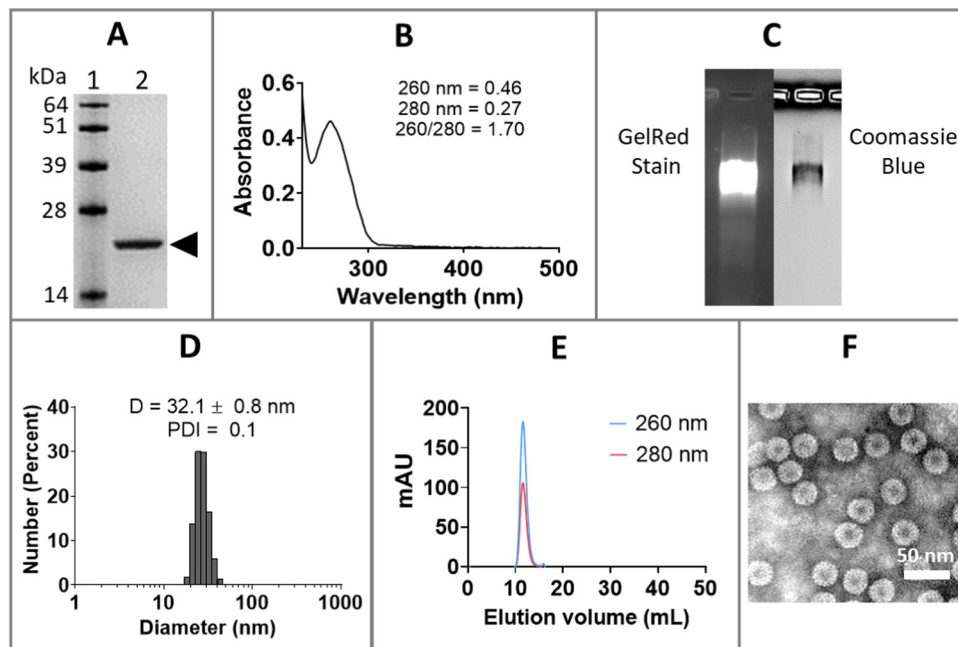 A
kDa 1 2
64
51
39
28
14
B
260 nm = 0.46
280 nm = 0.27
260/280 = 1.70
Absorbance
0.6
0.4
0.2
0.0
300 400 500
Wavelength (nm)
C
GelRed
Stain
Coomassie
Blue
D
D = 32.1 ± 0.8 nm
PDI = 0.1
Number (Percent)
40
30
20
10
0
1 10 100 1000
Diameter (nm)
E
260 nm
280 nm
mAU
200
150
100
50
0
0 10 20 30 40 50
Elution volume (mL)
F
50 nm